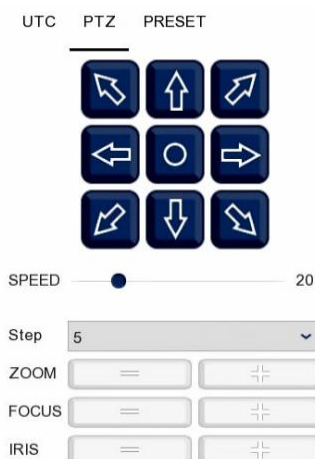 UTC PTZ PRESET
SPEED 20
Step 5
ZOOM
FOCUS
IRIS